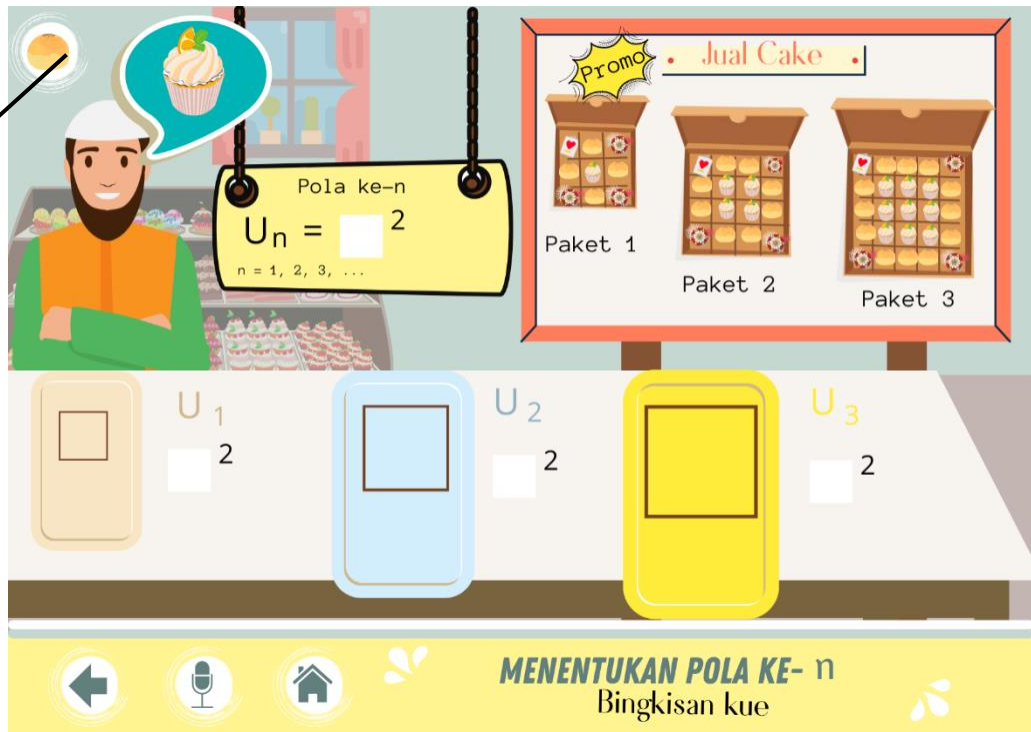 Promo
Jual Cake
Pola ke-n
Uₙ = ²
n = 1, 2, 3, ...
Paket 1
Paket 2
Paket 3
U₁
²
U₂
²
U₃
²
MENENTUKAN POLA KE- n
Bingkisan kue